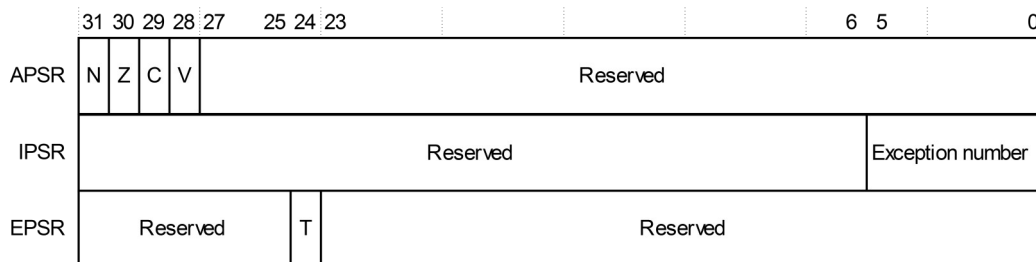 31 30 29 28 27 25 24 23 6 5 0
APSR N Z C V Reserved
IPSR Reserved Exception number
EPSR Reserved T Reserved